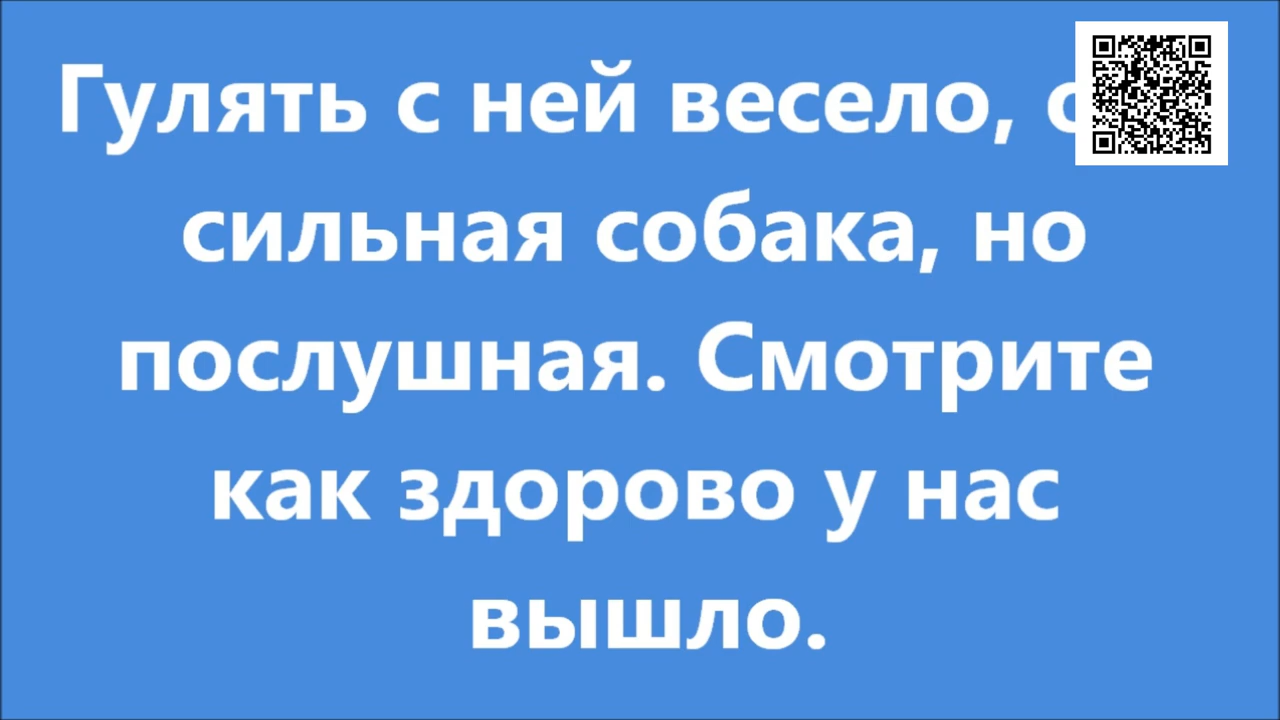 Гулять с ней весело,
сильная собака, но
послушная. Смотрите
как здорово у нас
вышло.